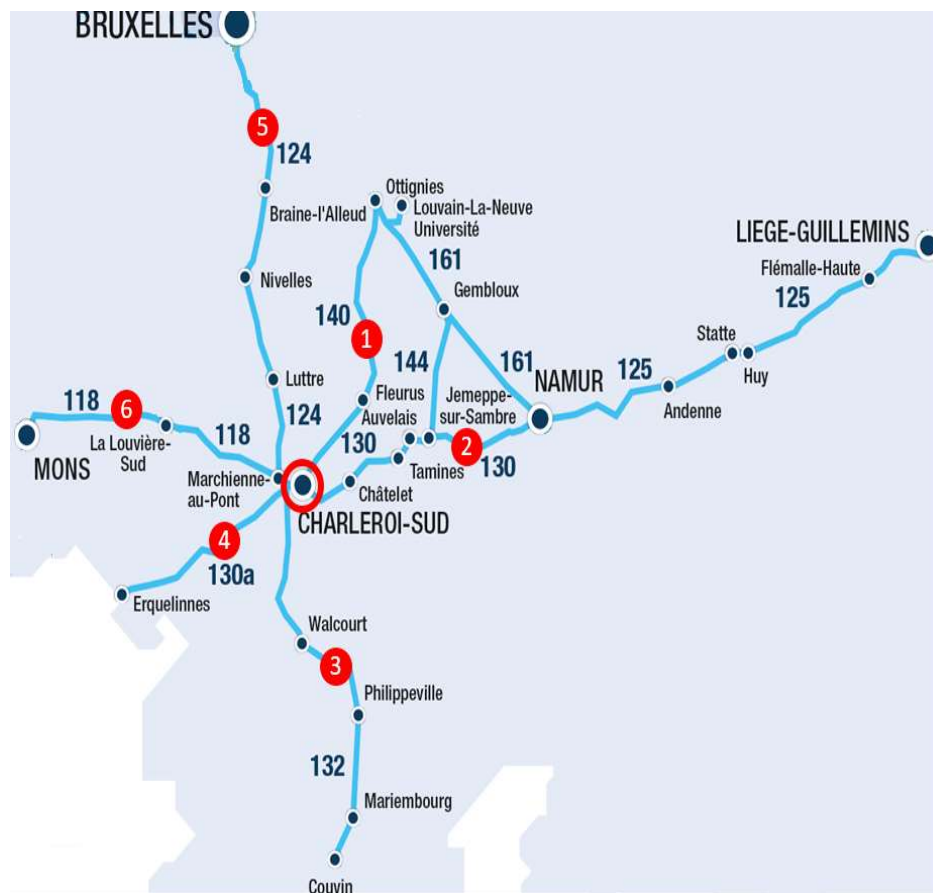 BRUXELLES
5
124
Braine-l'Alleud
Ottignies
Louvain-La-Neuve
Université
161
LIEGE-GUILLEMINS
Flémalle-Haute
Nivelles
Gembloux
125
140
1
Statte
Huy
144
161
Luttre
NAMUR
125
Andenne
118
6
Fleurus
Jemeppe-
sur-Sambre
124
Auvelais
La Louvière-
Sud
118
130
2
130
MONS
Tamines
Marchienne-
au-Pont
Châtelet
CHARLEROI-SUD
4
130a
Erquelinnes
Walcourt
3
Philippeville
132
Mariembourg
Couvin